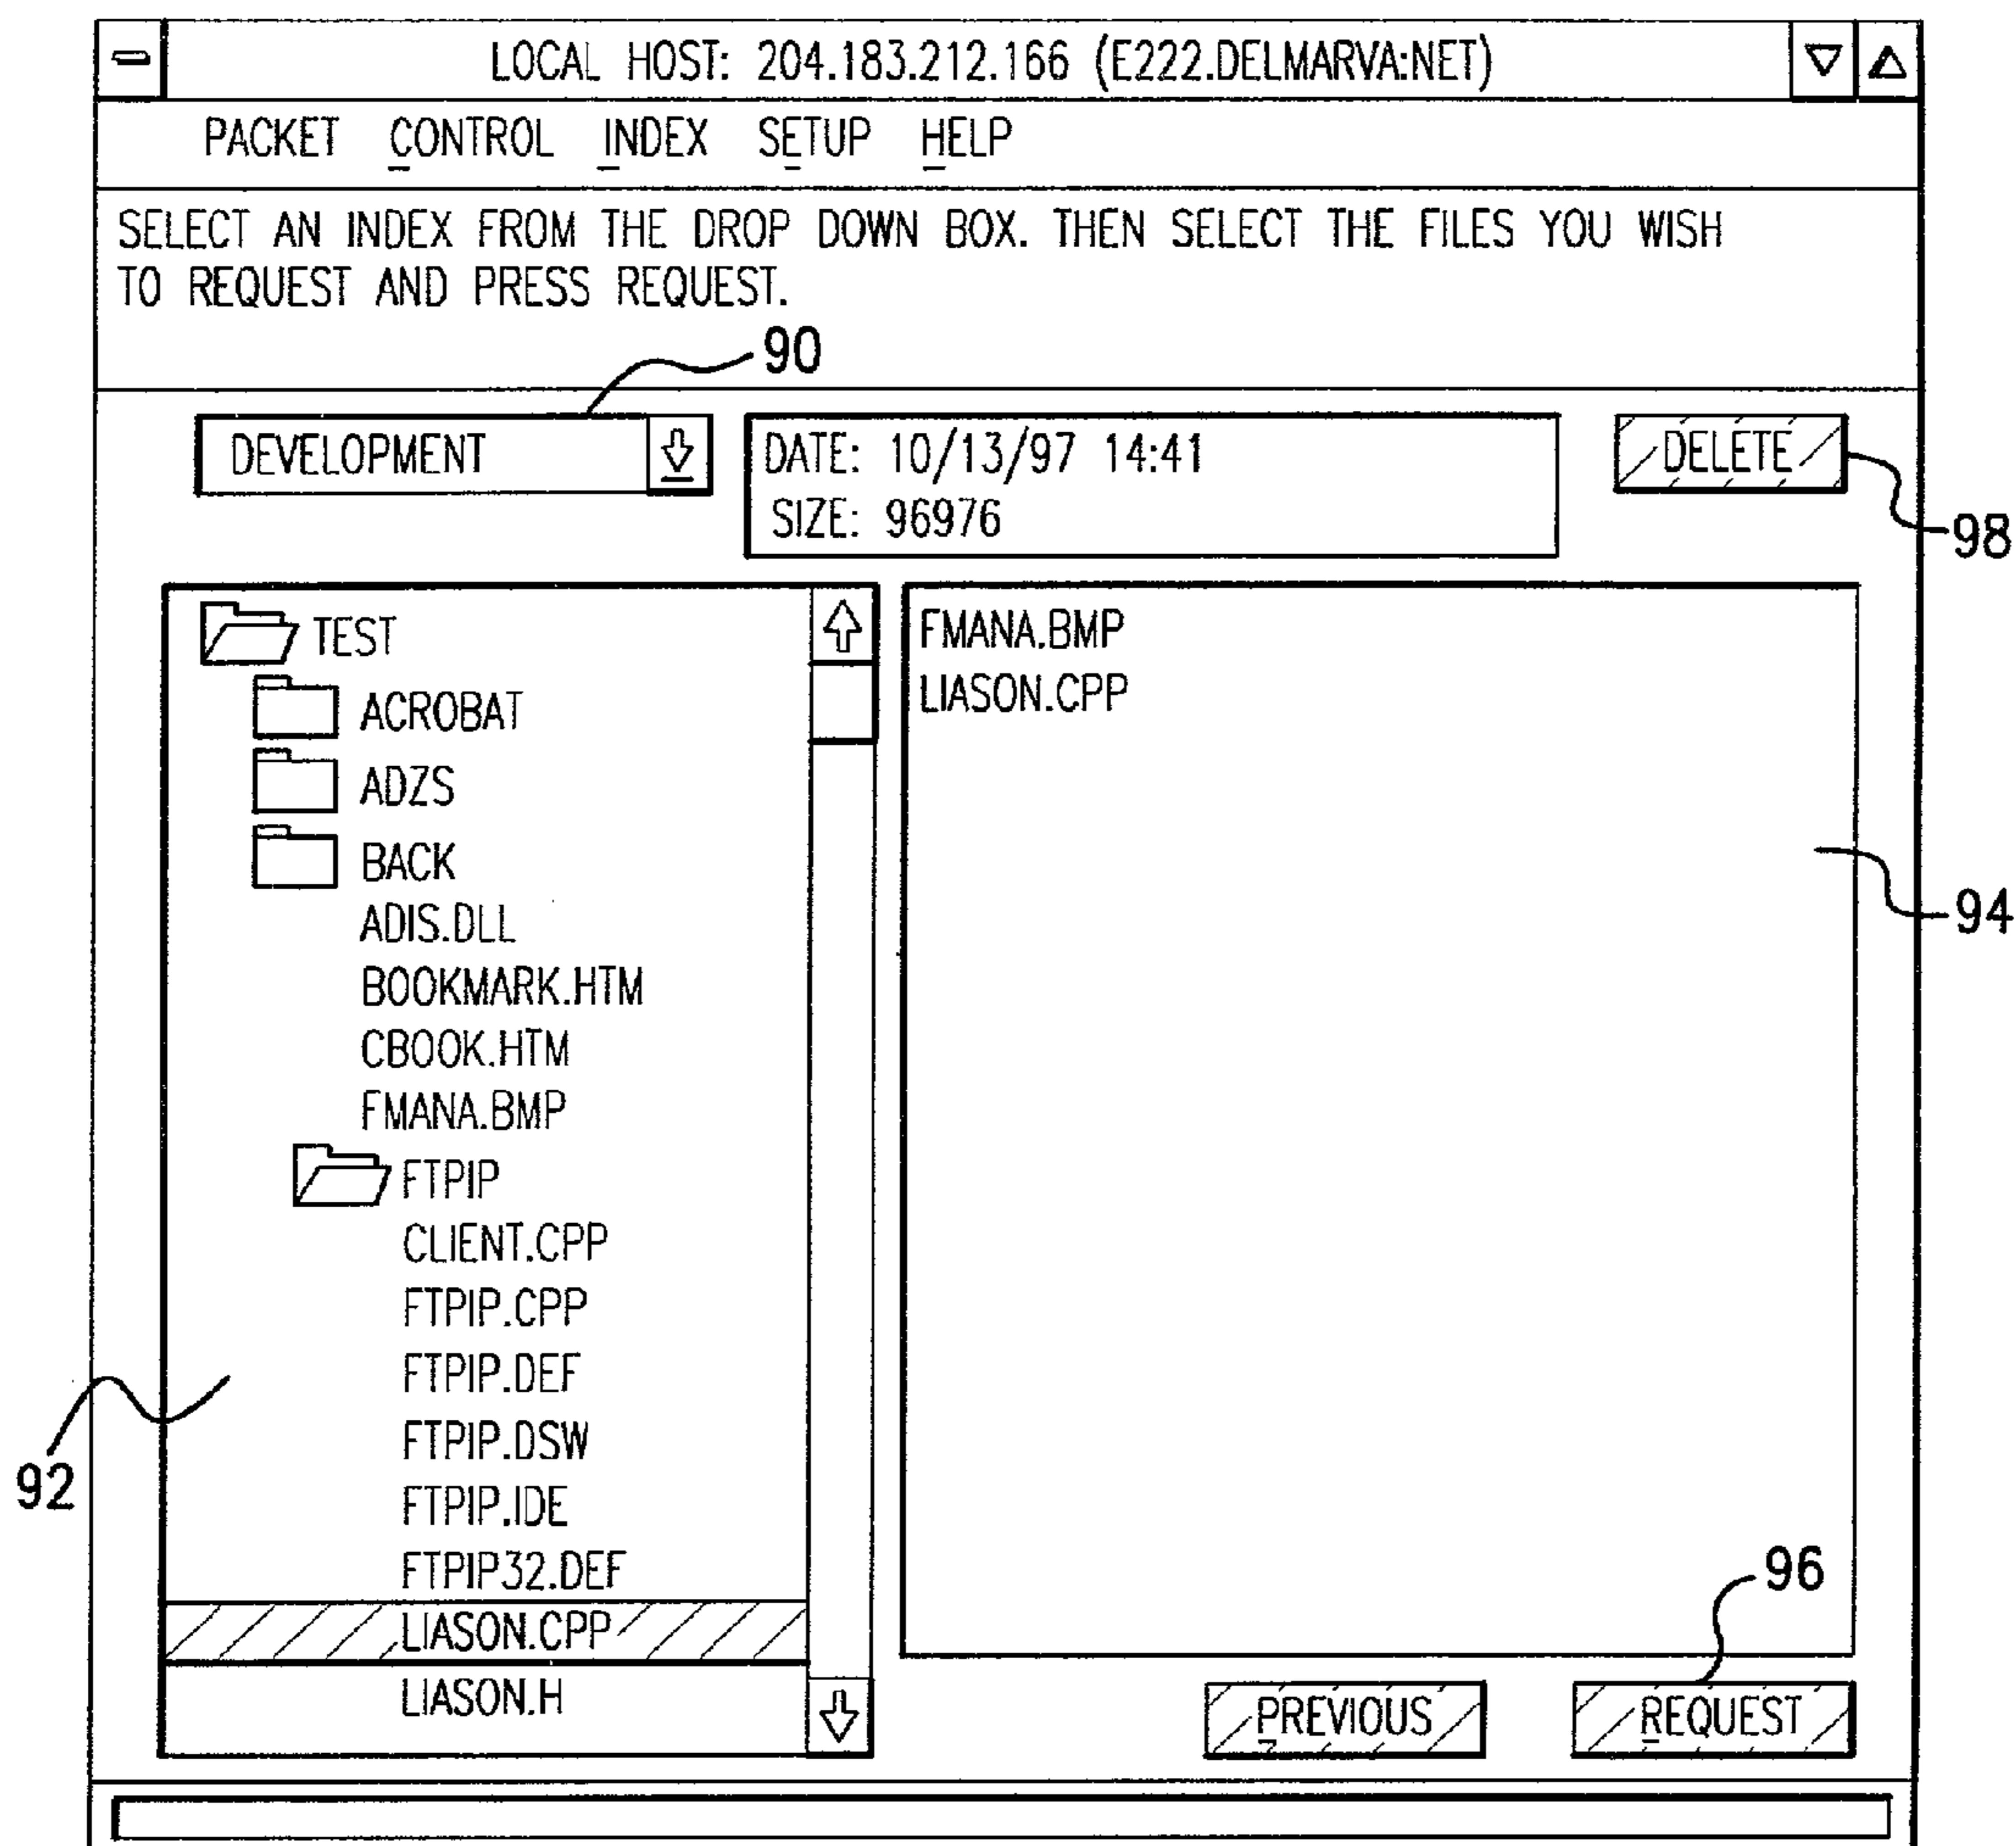 LOCAL HOST: 204.183.212.166 (E222.DELMARVA:NET)
PACKET CONTROL INDEX SETUP HELP
SELECT AN INDEX FROM THE DROP DOWN BOX. THEN SELECT THE FILES YOU WISH
TO REQUEST AND PRESS REQUEST.
90
DEVELOPMENT
DATE: 10/13/97 14:41
SIZE: 96976
DELETE
98
TEST
ACROBAT
ADZS
BACK
ADIS.DLL
BOOKMARK.HTM
CBOOK.HTM
FMANA.BMP
FTPIP
CLIENT.CPP
FTPIP.CPP
FTPIP.DEF
FTPIP.DSW
FTPIP.IDE
FTPIP32.DEF
LIASON.CPP
LIASON.H
92
FMANA.BMP
LIASON.CPP
94
96
PREVIOUS
REQUEST